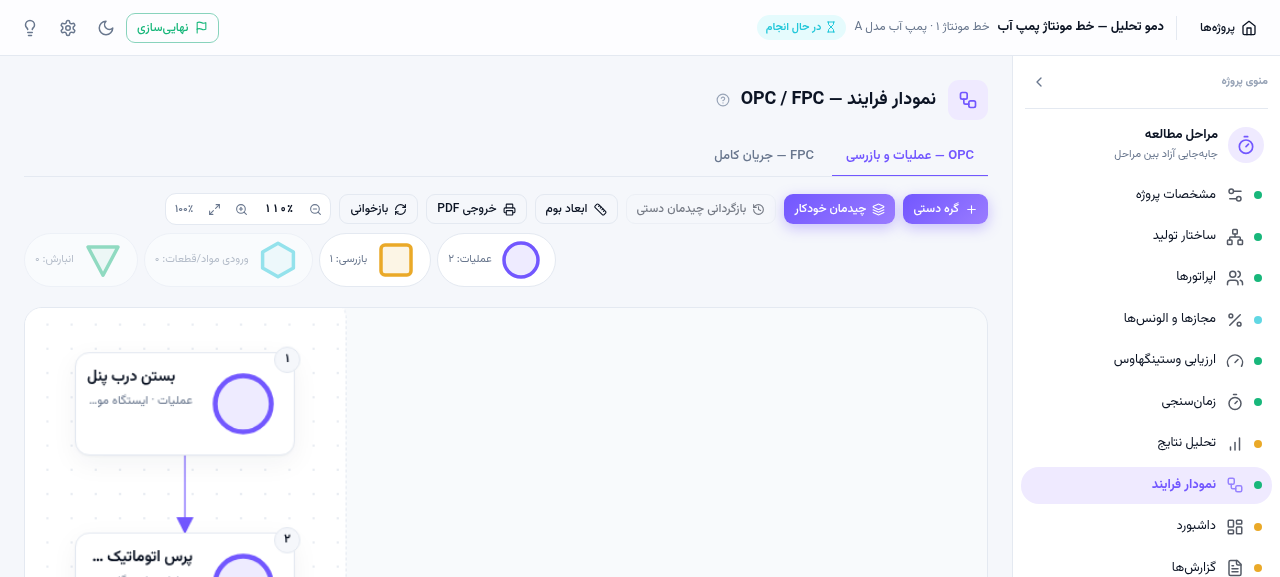 پروژه‌ها
دمو تحلیل — خط مونتاژ پمپ آب
خط مونتاژ ۱ · پمپ آب مدل A
در حال انجام
نهایی‌سازی
منوی پروژه
مراحل مطالعه
جابه‌جایی آزاد بین مراحل
مشخصات پروژه
ساختار تولید
اپراتورها
مجازها و الونس‌ها
ارزیابی وستینگهاوس
زمان‌سنجی
تحلیل نتایج
نمودار فرایند
داشبورد
گزارش‌ها
نمودار فرایند — OPC / FPC
OPC — عملیات و بازرسی
FPC — جریان کامل
گره دستی
چیدمان خودکار
بازگردانی چیدمان دستی
ابعاد بوم
خروجی PDF
بازخوانی
۱۱۰٪
۱۰۰٪
عملیات: ۲
بازرسی: ۱
ورودی مواد/قطعات: ۰
انبارش: ۰
۱
بستن درب پنل
عملیات · ایستگاه مو...
۲
پرس اتوماتیک ...